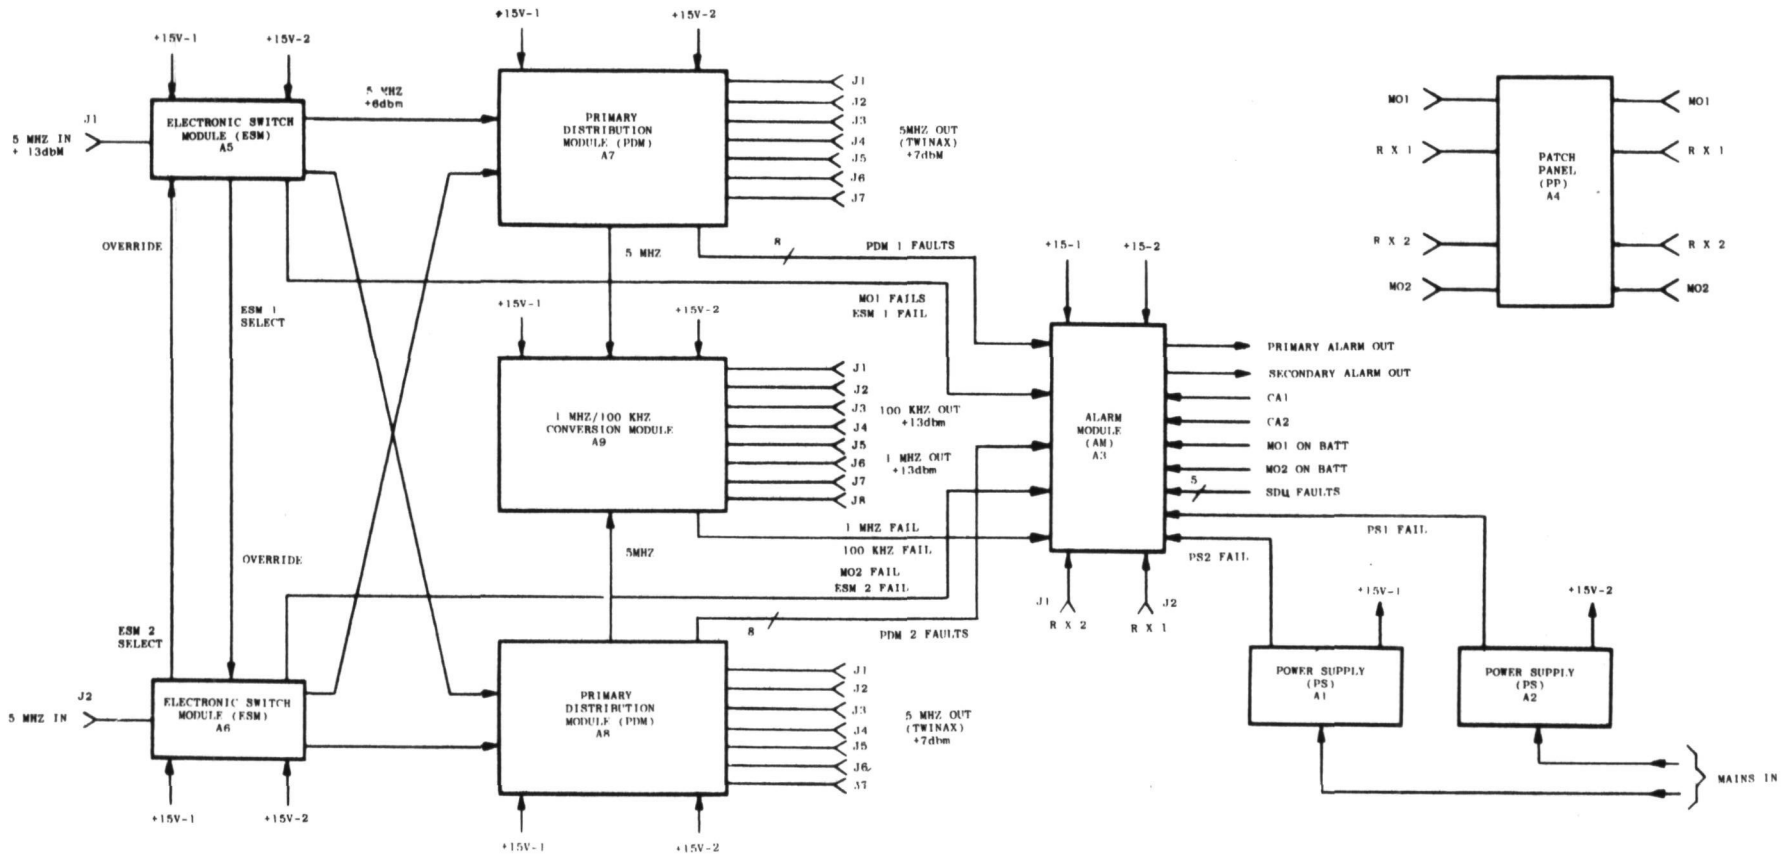 +15V-1
+15V-2
+15V-1
+15V-2
J1
5 MHZ IN
+ 13dbM
ELECTRONIC SWITCH
MODULE (ESM)
A5
5 MHZ
+6dbm
PRIMARY
DISTRIBUTION
MODULE (PDM)
A7
J1
J2
J3
J4
J5
J6
J7
5MHZ OUT
(TWINAX)
+7dbM
MO1
R X 1
R X 2
MO2
PATCH
PANEL
(PP)
A4
MO1
R X 1
R X 2
MO2
OVERRIDE
ESM 1
SELECT
5 MHZ
8
PDM 1 FAULTS
MO1 FAILS
ESM 1 FAIL
+15-1
+15-2
+15V-1
+15V-2
1 MHZ/100 KHZ
CONVERSION MODULE
A9
J1
J2
J3
J4
J5
J6
J7
J8
100 KHZ OUT
+13dbm
1 MHZ OUT
+13dbm
ALARM
MODULE
(AM)
A3
PRIMARY ALARM OUT
SECONDARY ALARM OUT
CA1
CA2
MO1 ON BATT
MO2 ON BATT
5
SDU FAULTS
PS1 FAIL
PS2 FAIL
1 MHZ FAIL
100 KHZ FAIL
MO2 FAIL
ESM 2 FAIL
5MHZ
OVERRIDE
ESM 2
SELECT
8
PDM 2 FAULTS
J1
R X 2
J2
R X 1
+15V-1
+15V-2
POWER SUPPLY
(PS)
A1
POWER SUPPLY
(PS)
A2
MAINS IN
J2
5 MHZ IN
ELECTRONIC SWITCH
MODULE (ESM)
A6
PRIMARY
DISTRIBUTION
MODULE (PDM)
A8
J1
J2
J3
J4
J5
J6
J7
5 MHZ OUT
(TWINAX)
+7dbm
+15V-1
+15V-2
+15V-1
+15V-2